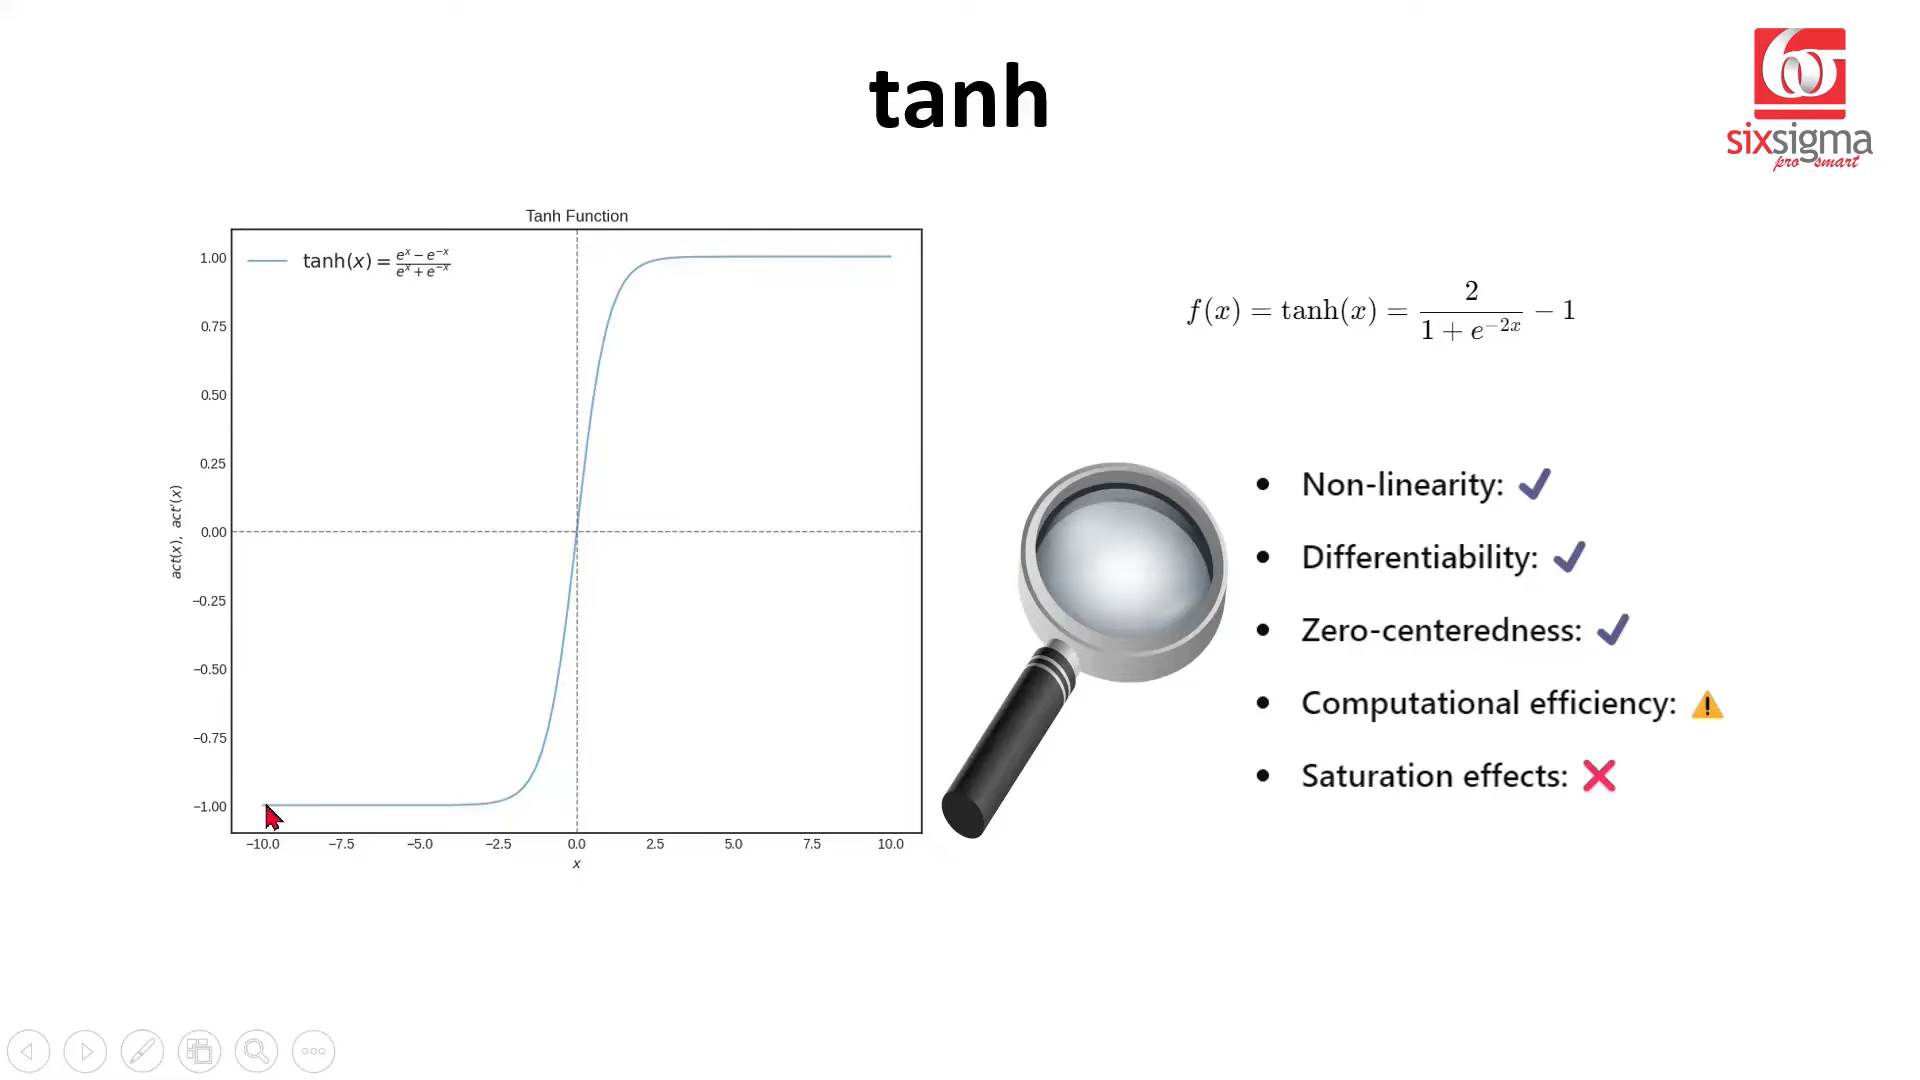 tanh
6σ
sixsigma
pro smart
Tanh Function
tanh(x) = \frac{e^x − e^{−x}}{e^x + e^{−x}}
1.00
0.75
0.50
0.25
0.00
−0.25
−0.50
−0.75
−1.00
act(x), act'(x)
−10.0 −7.5 −5.0 −2.5 0.0 2.5 5.0 7.5 10.0
x
f(x) = tanh(x) = \frac{2}{1 + e^{−2x}} − 1
• Non-linearity: ✔
• Differentiability: ✔
• Zero-centeredness: ✔
• Computational efficiency: ⚠
• Saturation effects: ❌